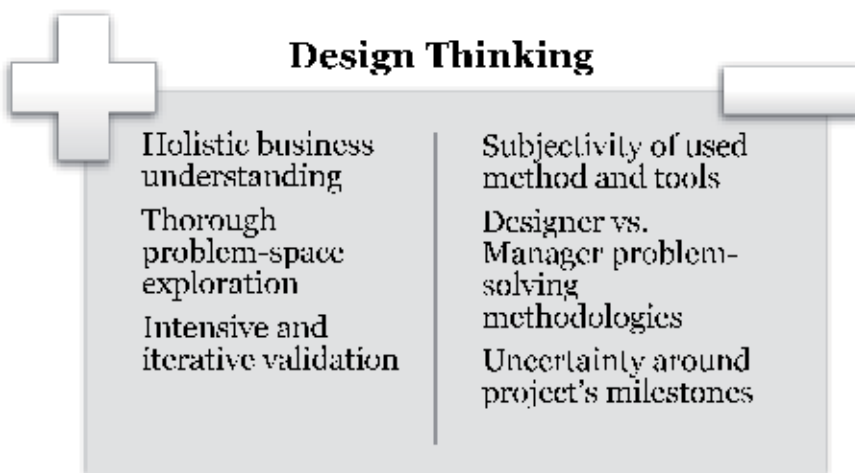 Design Thinking
Holistic business
understanding
Thorough
problem-space
exploration
Intensive and
iterative validation
Subjectivity of used
method and tools
Designer vs.
Manager problem-
solving
methodologies
Uncertainty around
project's milestones